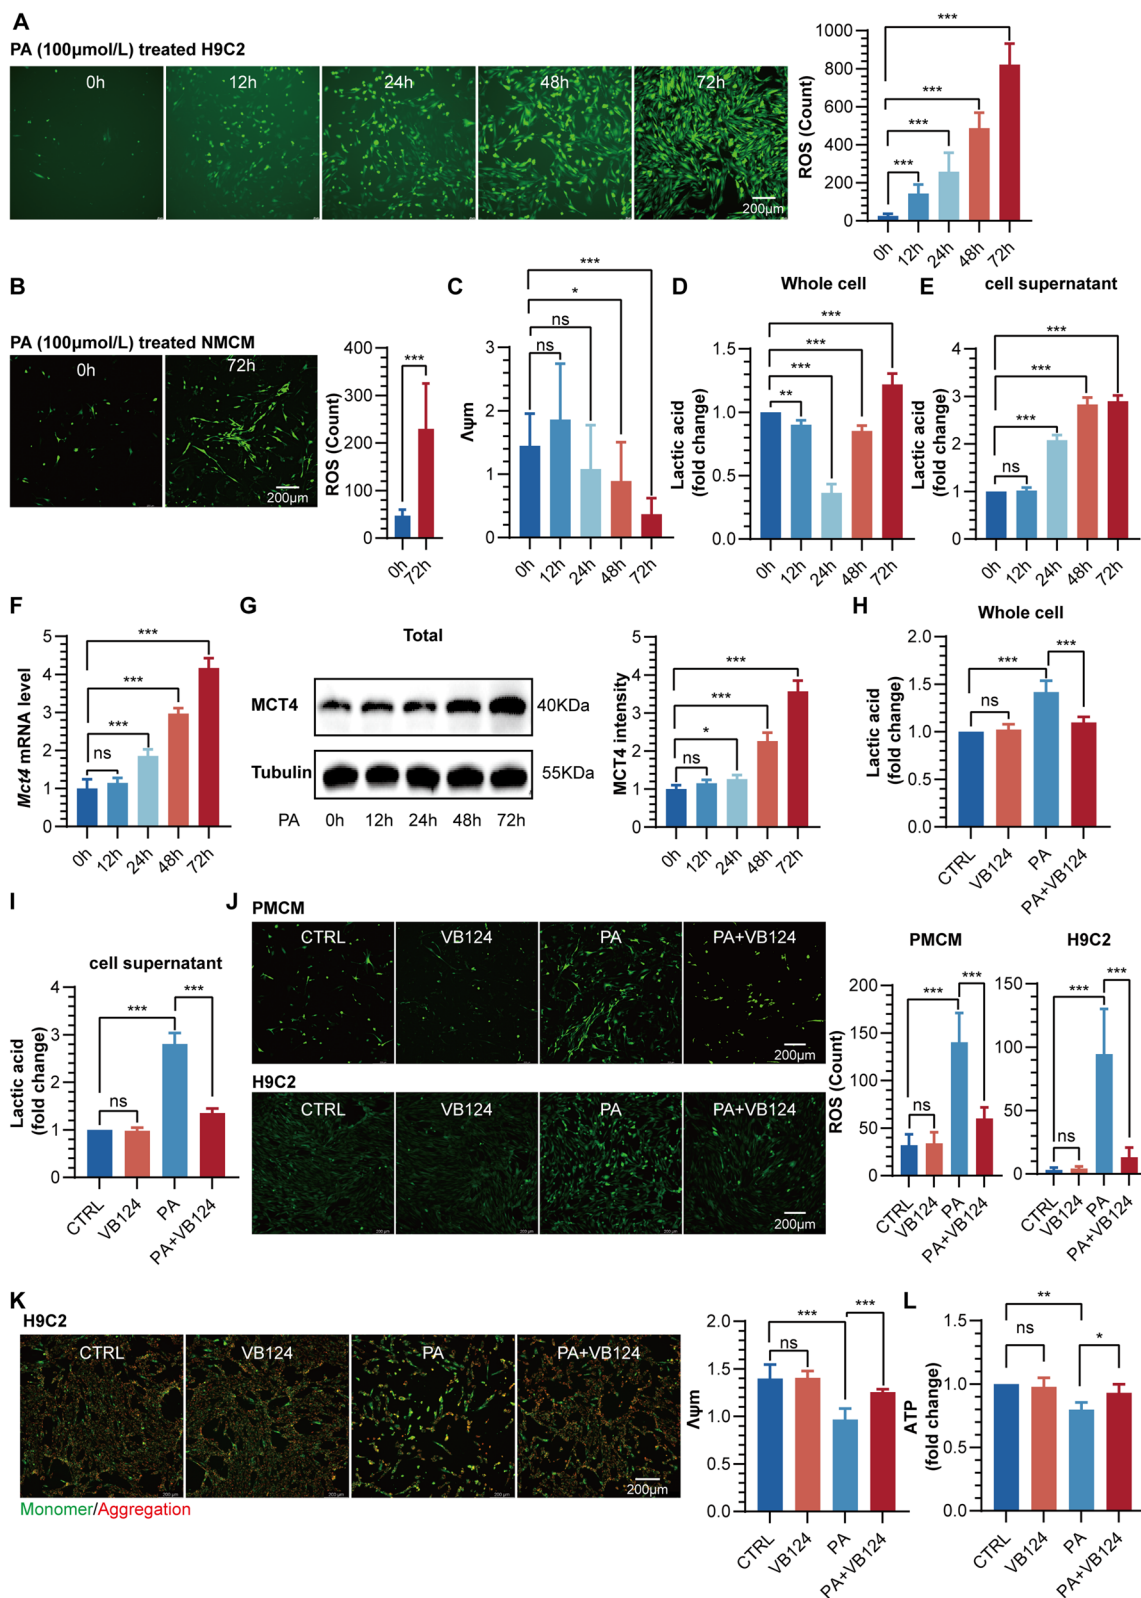 A
PA (100μmol/L) treated H9C2
0h
12h
24h
48h
72h
200μm
ROS (Count)
1000
800
600
400
200
0
***
***
***
***
0h
12h
24h
48h
72h
B
PA (100μmol/L) treated NMCM
0h
72h
200μm
ROS (Count)
400
300
200
100
0
***
0h
72h
C
Λψm
3
2
1
0
***
*
ns
ns
0h
12h
24h
48h
72h
D
Whole cell
Lactic acid
(fold change)
1.5
1.0
0.5
0.0
***
***
***
**
0h
12h
24h
48h
72h
E
cell supernatant
Lactic acid
(fold change)
4
3
2
1
0
***
***
***
ns
0h
12h
24h
48h
72h
F
Mct4 mRNA level
5
4
3
2
1
0
***
***
***
ns
0h
12h
24h
48h
72h
G
Total
MCT4
40KDa
Tubulin
55KDa
PA 0h 12h 24h 48h 72h
MCT4 intensity
5
4
3
2
1
0
***
***
*
ns
0h
12h
24h
48h
72h
H
Whole cell
Lactic acid
(fold change)
2.0
1.5
1.0
0.5
0.0
***
***
ns
CTRL
VB124
PA
PA+VB124
I
cell supernatant
Lactic acid
(fold change)
4
3
2
1
0
***
***
ns
CTRL
VB124
PA
PA+VB124
J
PMCM
CTRL
VB124
PA
PA+VB124
200μm
H9C2
CTRL
VB124
PA
PA+VB124
200μm
PMCM
ROS (Count)
200
150
100
50
0
***
***
ns
CTRL
VB124
PA
PA+VB124
H9C2
150
100
50
0
***
***
ns
CTRL
VB124
PA
PA+VB124
K
H9C2
CTRL
VB124
PA
PA+VB124
200μm
Monomer/Aggregation
Λψm
2.0
1.5
1.0
0.5
0.0
***
***
ns
CTRL
VB124
PA
PA+VB124
L
ATP
(fold change)
1.5
1.0
0.5
0.0
**
*
ns
CTRL
VB124
PA
PA+VB124